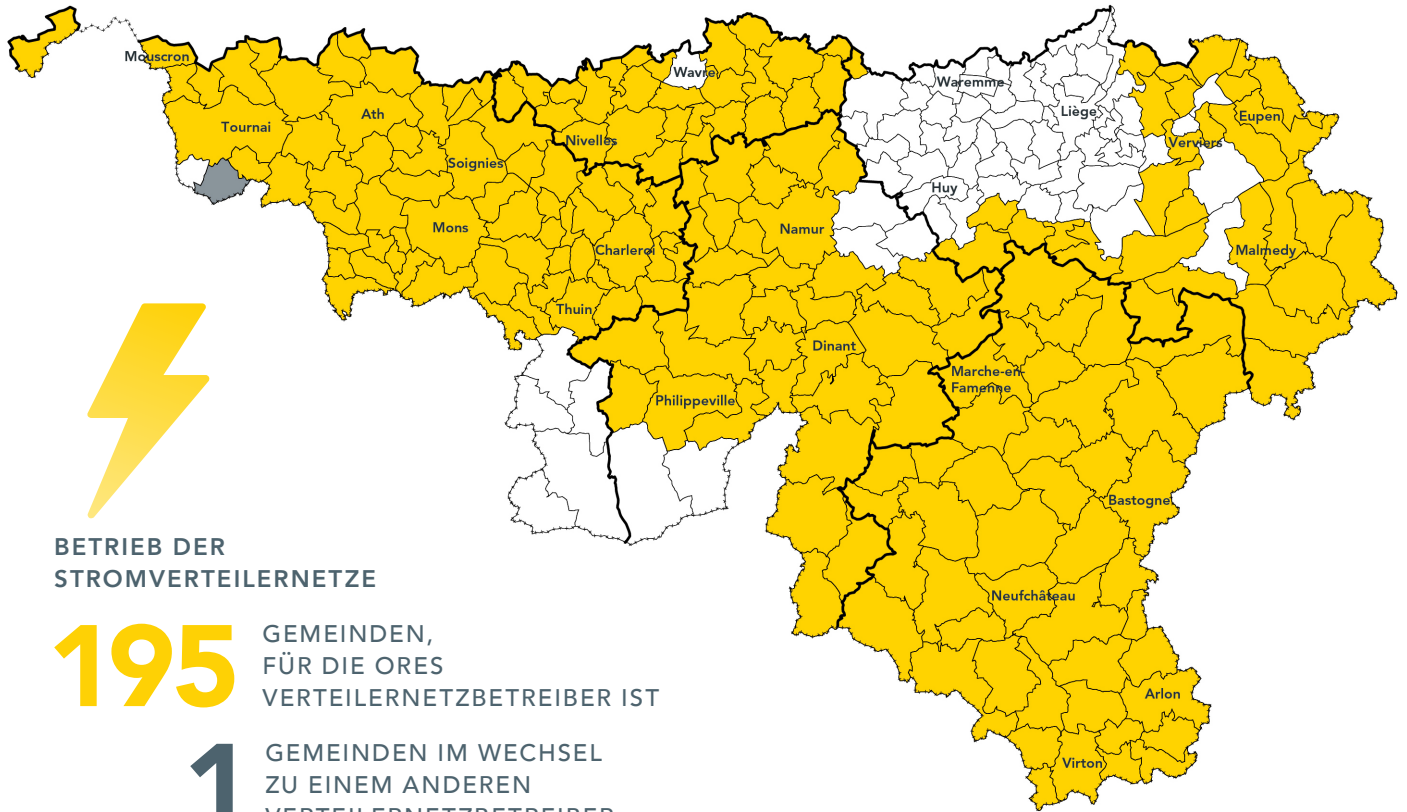 Mouscron
Wavre
Waremme
Liège
Ath
Tournai
Eupen
Nivelles
Verviers
Soignies
Huy
Mons
Namur
Charleroi
Malmedy
Thuin
Dinant
Marche-en-
Famenne
Philippeville
Bastogne
Neufchâteau
Arlon
Virton
BETRIEB DER
STROMVERTEILERNETZE
195
GEMEINDEN,
FÜR DIE ORES
VERTEILERNETZBETREIBER IST
1
GEMEINDEN IM WECHSEL
ZU EINEM ANDEREN
VERTEILERNETZBETREIBER